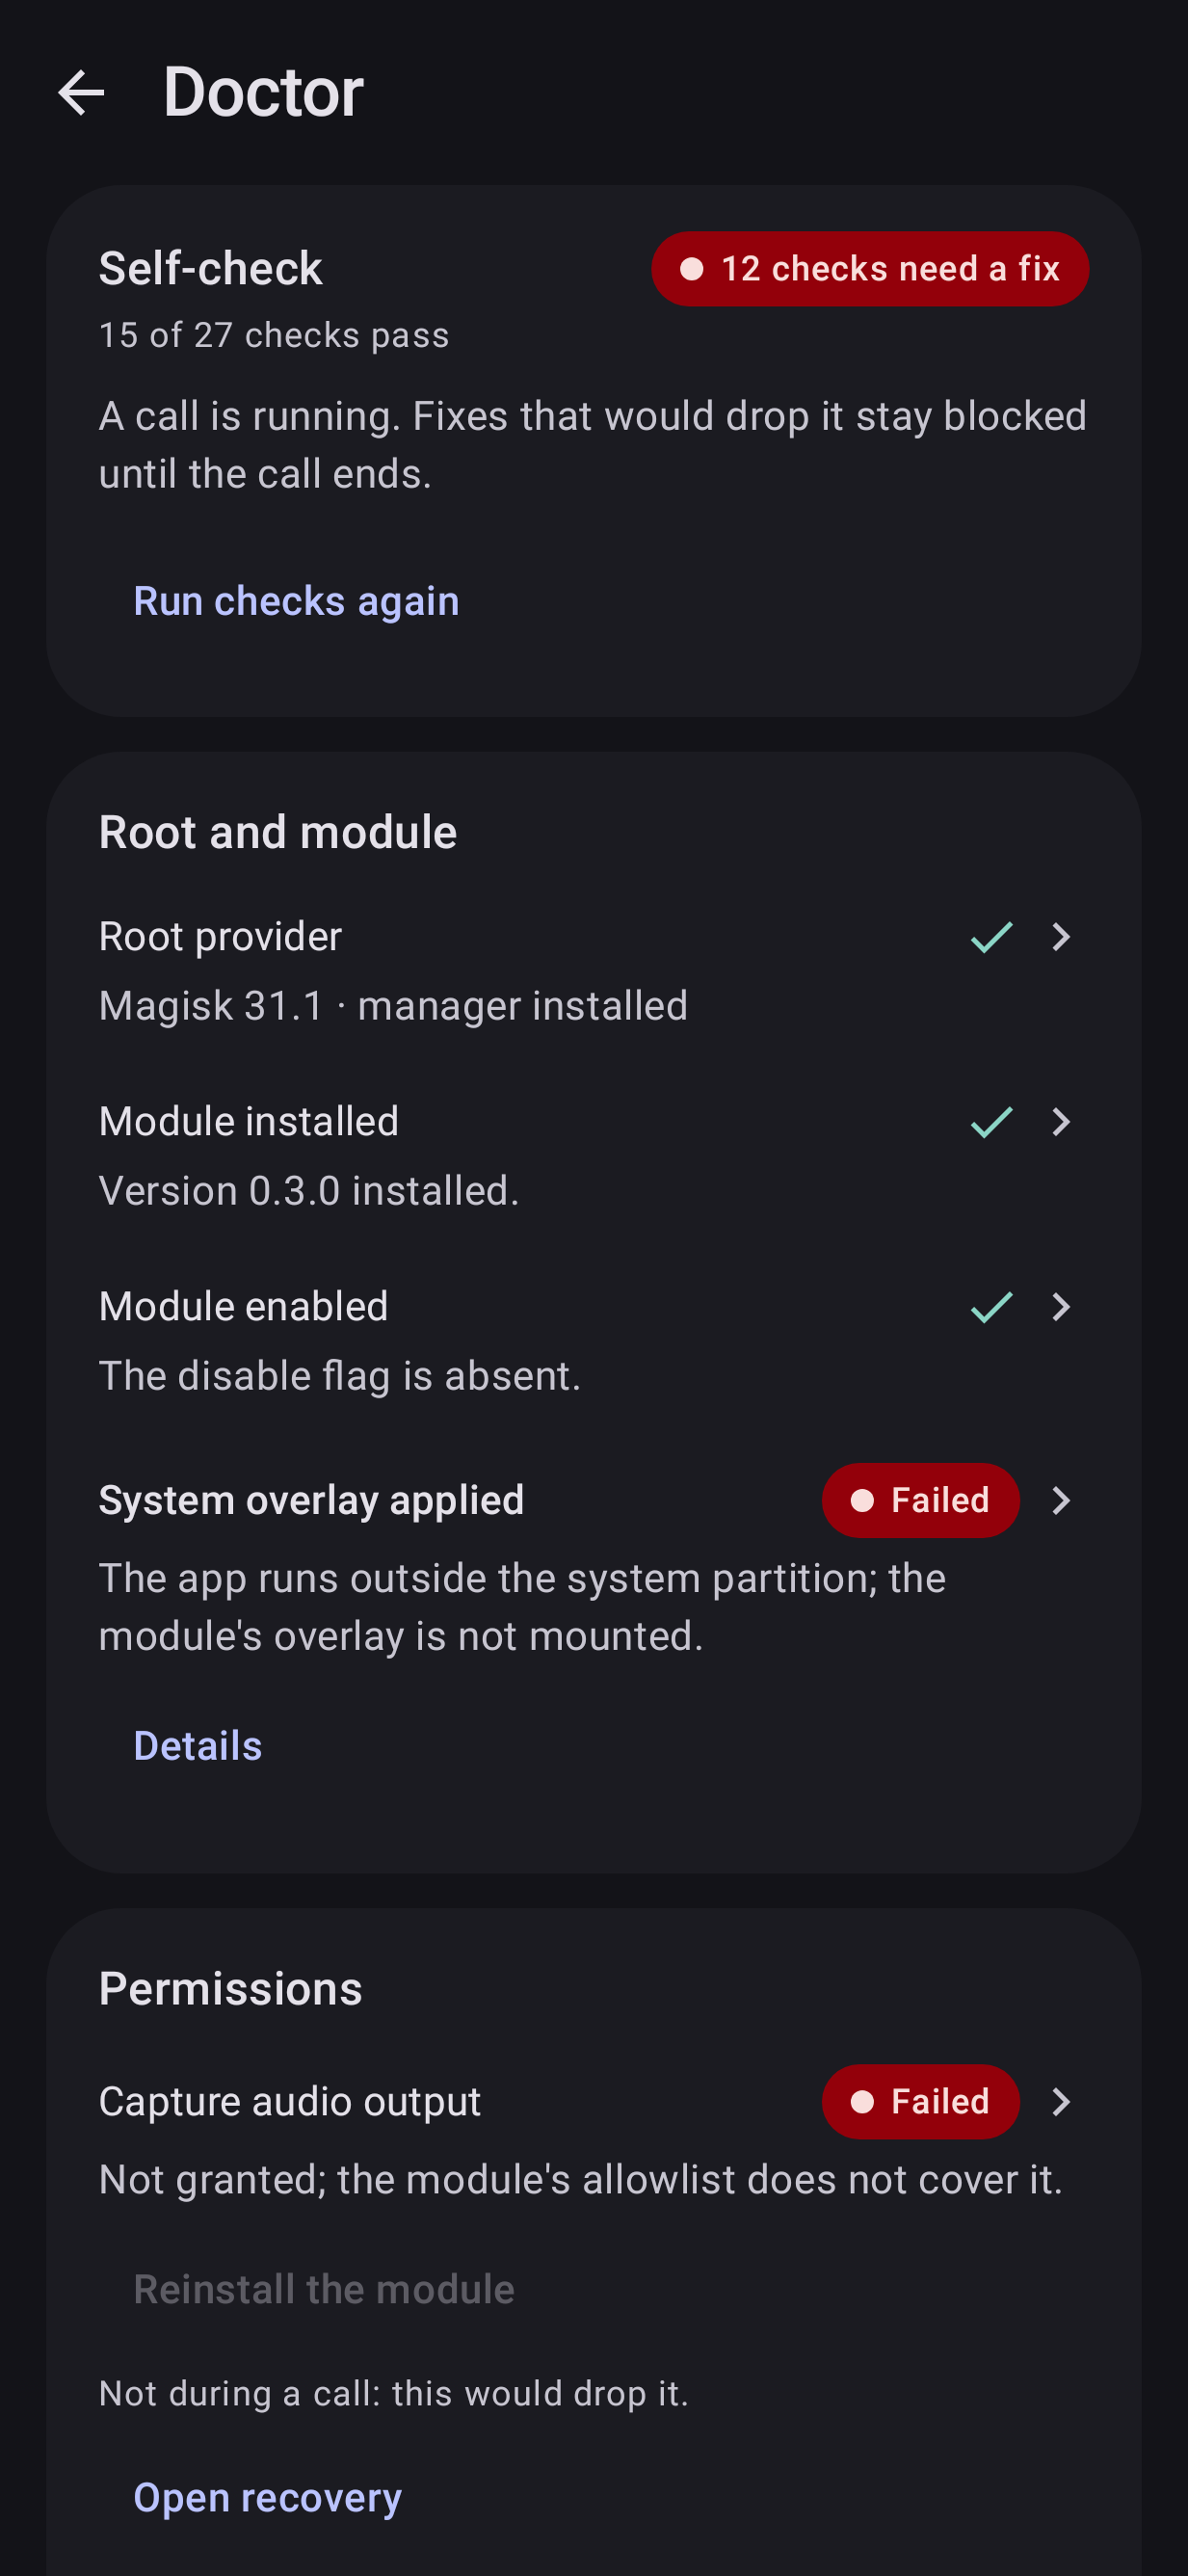 Doctor
Self-check
12 checks need a fix
15 of 27 checks pass
A call is running. Fixes that would drop it stay blocked
until the call ends.
Run checks again
Root and module
Root provider
Magisk 31.1 · manager installed
Module installed
Version 0.3.0 installed.
Module enabled
The disable flag is absent.
System overlay applied
Failed
The app runs outside the system partition; the
module's overlay is not mounted.
Details
Permissions
Capture audio output
Failed
Not granted; the module's allowlist does not cover it.
Reinstall the module
Not during a call: this would drop it.
Open recovery